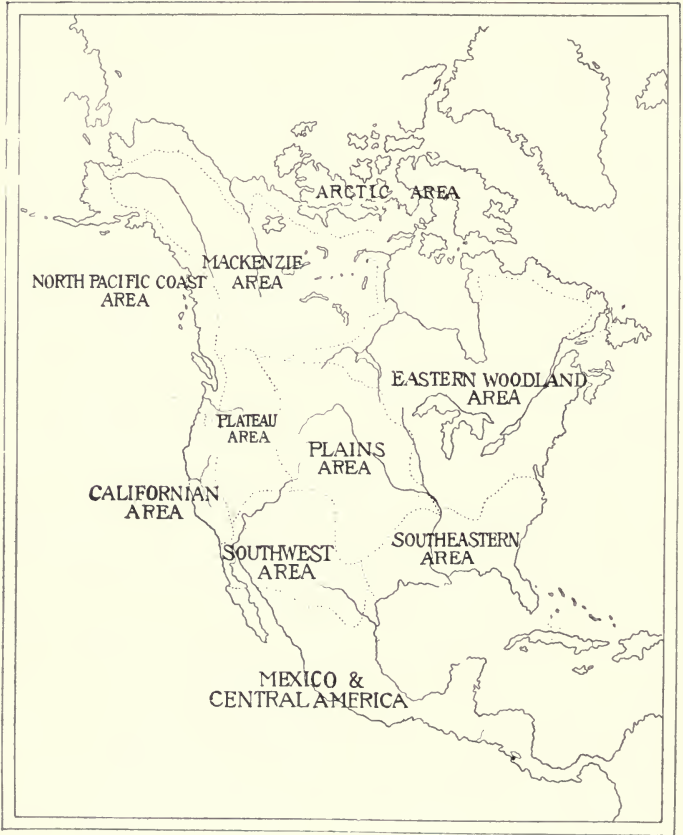 ARCTIC AREA
MACKENZIE
AREA
NORTH PACIFIC COAST
AREA
EASTERN WOODLAND
AREA
PLATEAU
AREA
PLAINS
AREA
CALIFORNIAN
AREA
SOUTHWEST
AREA
SOUTHEASTERN
AREA
MEXICO &
CENTRAL AMERICA